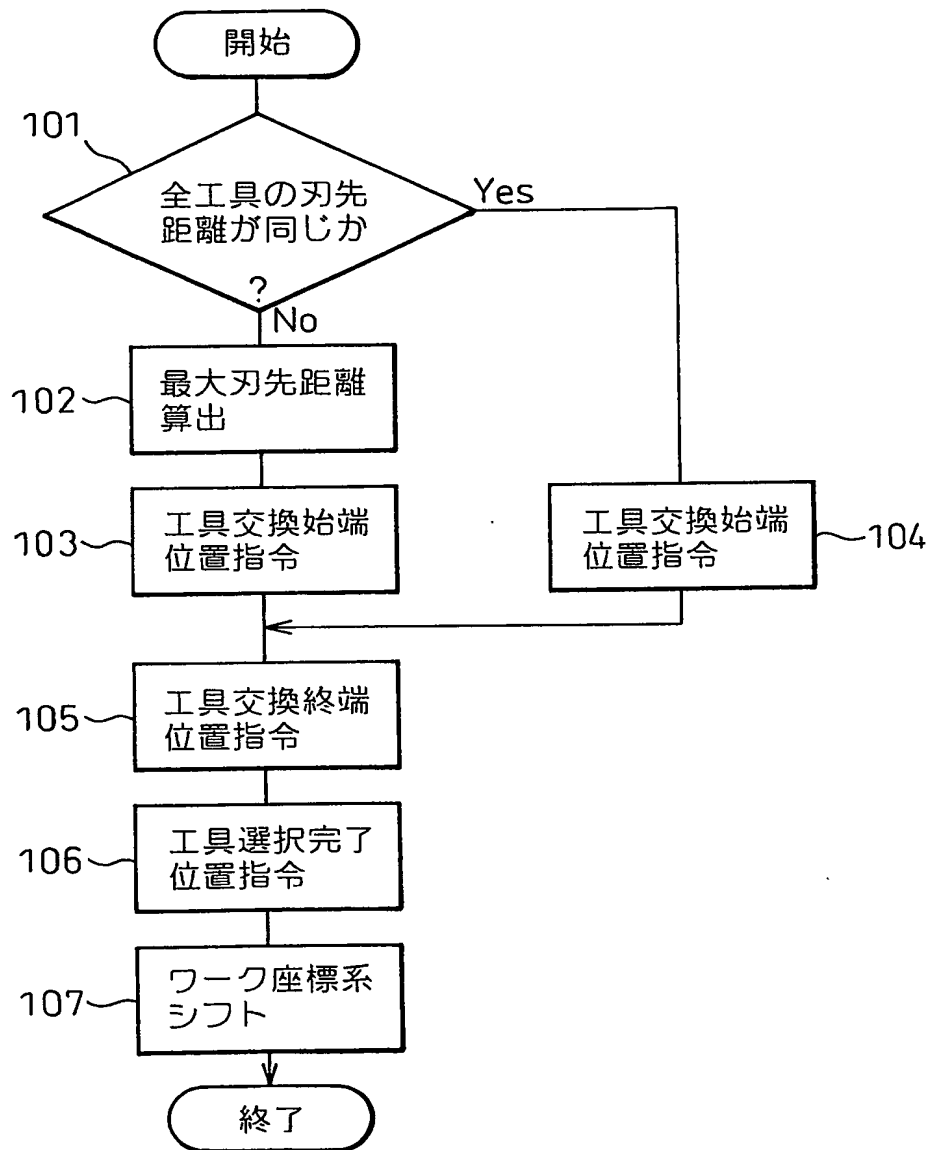 開始
101
全工具の刃先
距離が同じか
?
Yes
No
102
最大刃先距離
算出
103
工具交換始端
位置指令
工具交換始端
位置指令
104
105
工具交換終端
位置指令
106
工具選択完了
位置指令
107
ワーク座標系
シフト
終了